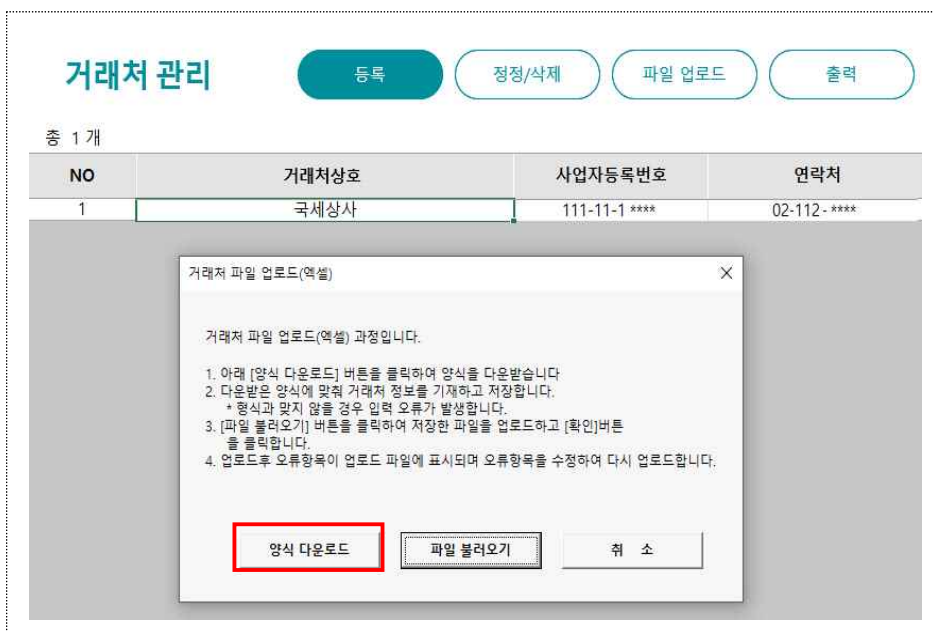 거래처 관리
등록
정정/삭제
파일 업로드
출력
총 1 개
NO 거래처상호 사업자등록번호 연락처
1 국세상사 111-11-1 **** 02-112- ****
거래처 파일 업로드(엑셀)
거래처 파일 업로드(엑셀) 과정입니다.
1. 아래 [양식 다운로드] 버튼을 클릭하여 양식을 다운받습니다
2. 다운받은 양식에 맞춰 거래처 정보를 기재하고 저장합니다.
* 형식과 맞지 않을 경우 입력 오류가 발생합니다.
3. [파일 불러오기] 버튼을 클릭하여 저장한 파일을 업로드하고 [확인]버튼
을 클릭합니다.
4. 업로드후 오류항목이 업로드 파일에 표시되며 오류항목을 수정하여 다시 업로드합니다.
양식 다운로드
파일 불러오기
취 소